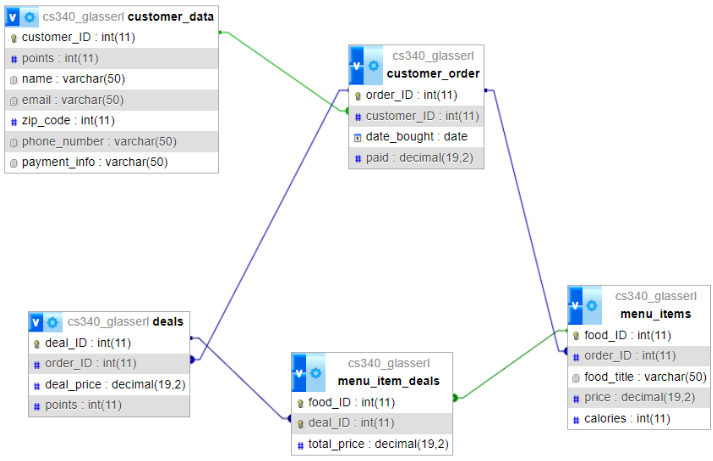 cs340_glasserl customer_data
customer_ID : int(11)
points : int(11)
name : varchar(50)
email : varchar(50)
zip_code : int(11)
phone_number : varchar(50)
payment_info : varchar(50)
cs340_glasserl
customer_order
order_ID : int(11)
customer_ID : int(11)
date_bought : date
paid : decimal(19,2)
cs340_glasserl deals
deal_ID : int(11)
order_ID : int(11)
deal_price : decimal(19,2)
points : int(11)
cs340_glasserl
menu_item_deals
food_ID : int(11)
deal_ID : int(11)
total_price : decimal(19,2)
cs340_glasserl
menu_items
food_ID : int(11)
order_ID : int(11)
food_title : varchar(50)
price : decimal(19,2)
calories : int(11)